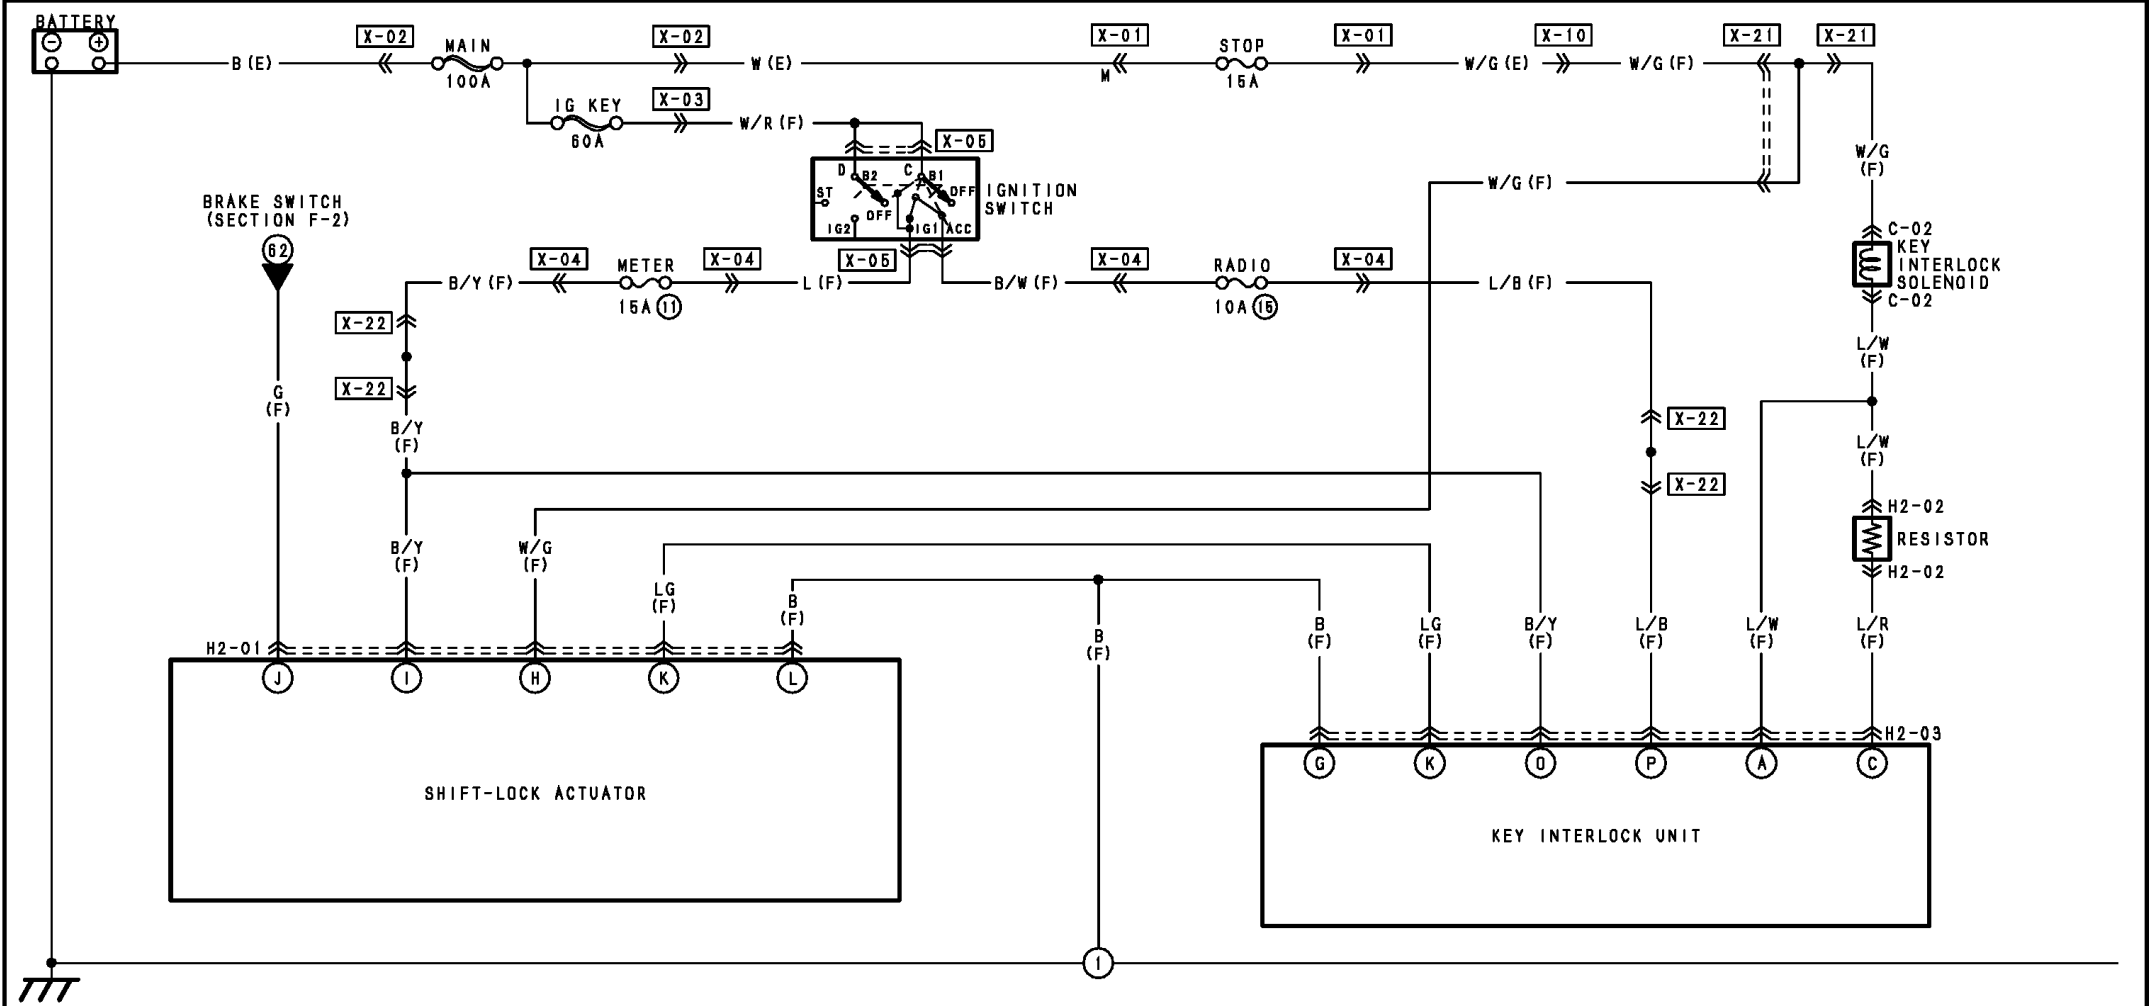 BATTERY
- +
X-02
X-02
X-01
X-01
X-10
X-21
X-21
MAIN
STOP
B (E)
W (E)
W/G (E)
W/G (F)
100A
M
15A
IG KEY
X-03
60A
W/R (F)
X-05
D
B2
C
B1
ST
OFF
OFF
IG2
IG1
ACC
IGNITION
SWITCH
W/G
(F)
W/G (F)
BRAKE SWITCH
(SECTION F-2)
62
C-02
KEY
INTERLOCK
SOLENOID
C-02
X-04
X-04
X-05
X-04
X-04
METER
RADIO
B/Y (F)
L (F)
B/W (F)
L/B (F)
15A 11
10A 15
X-22
X-22
L/W
(F)
G
(F)
B/Y
(F)
X-22
X-22
L/W
(F)
H2-02
RESISTOR
H2-02
B/Y
(F)
W/G
(F)
LG
(F)
B
(F)
B
(F)
B
(F)
LG
(F)
B/Y
(F)
L/B
(F)
L/W
(F)
L/R
(F)
H2-01
J I H K L
H2-03
G K O P A C
SHIFT-LOCK ACTUATOR
KEY INTERLOCK UNIT
1